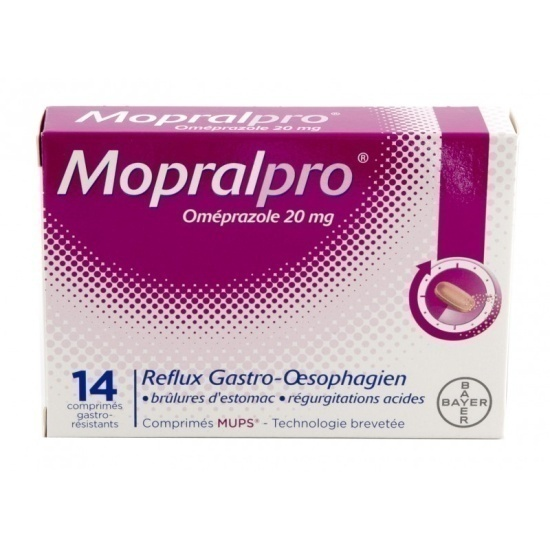 Mopralpro®
Oméprazole 20 mg
Mopralpro®
Oméprazole 20 mg
14
comprimés
gastro-
résistants
Reflux Gastro-Œsophagien
•brûlures d'estomac •régurgitations acides
Comprimés MUPS® - Technologie brevetée
BAYER
BAYER